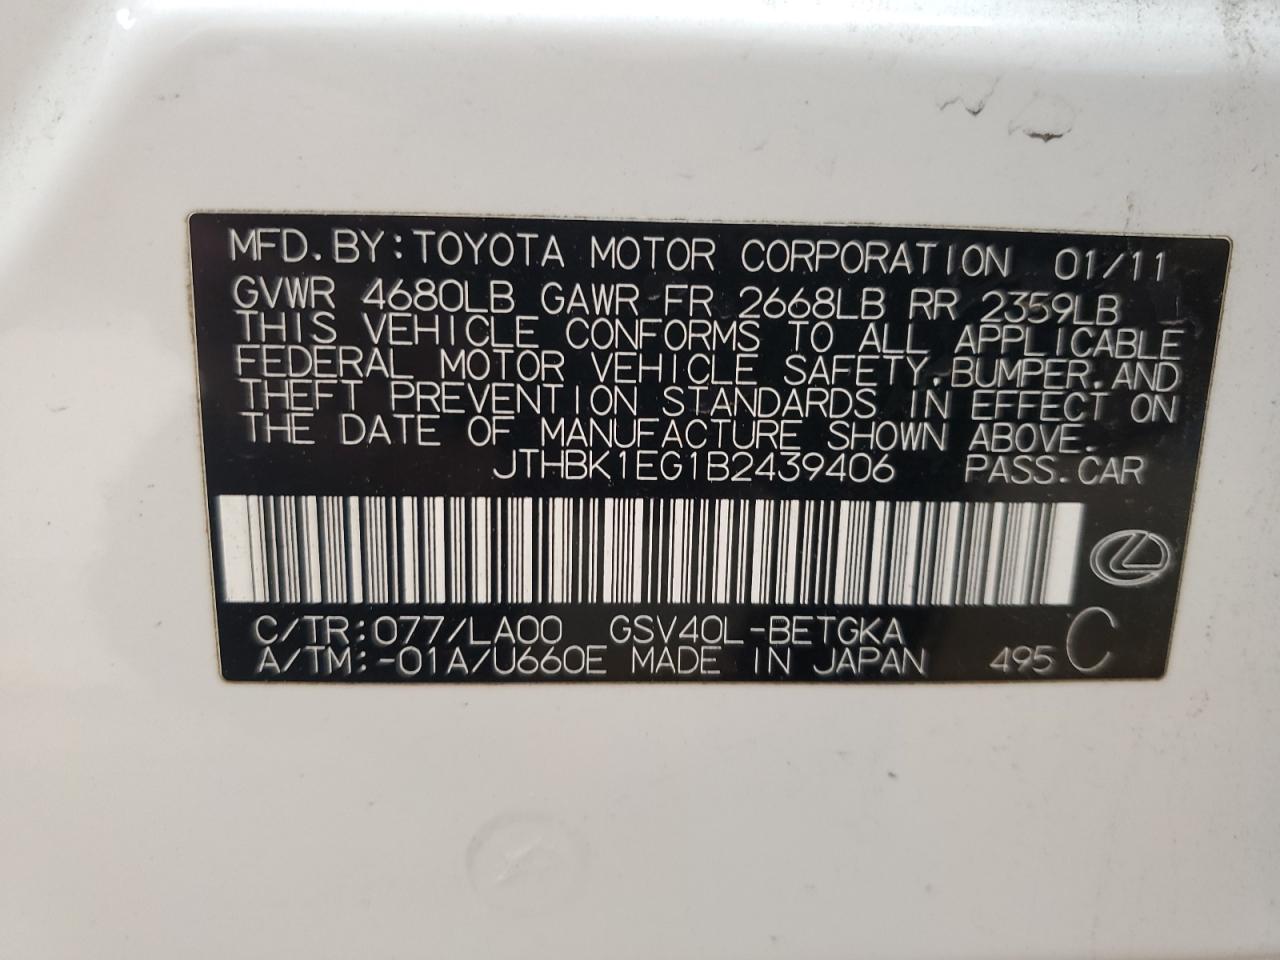 MFD. BY: TOYOTA MOTOR CORPORATION 01/11
GVWR 4680LB GAWR FR 2668LB RR 2359LB
THIS VEHICLE CONFORMS TO ALL APPLICABLE
FEDERAL MOTOR VEHICLE SAFETY, BUMPER, AND
THEFT PREVENTION STANDARDS IN EFFECT ON
THE DATE OF MANUFACTURE SHOWN ABOVE.
JTHBK1EG1B2439406 PASS. CAR
C/TR: 077/LA00 GSV40L-BETGKA
A/TM: -01A/U660E MADE IN JAPAN 495 C